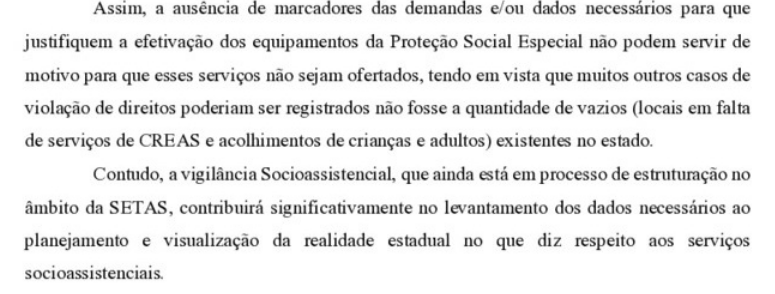 Assim, a ausência de marcadores das demandas e/ou dados necessários para que
justifiquem a efetivação dos equipamentos da Proteção Social Especial não podem servir de
motivo para que esses serviços não sejam ofertados, tendo em vista que muitos outros casos de
violação de direitos poderiam ser registrados não fosse a quantidade de vazios (locais em falta
de serviços de CREAS e acolhimentos de crianças e adultos) existentes no estado.
Contudo, a vigilância Socioassistencial, que ainda está em processo de estruturação no
âmbito da SETAS, contribuirá significativamente no levantamento dos dados necessários ao
planejamento e visualização da realidade estadual no que diz respeito aos serviços
socioassistenciais.